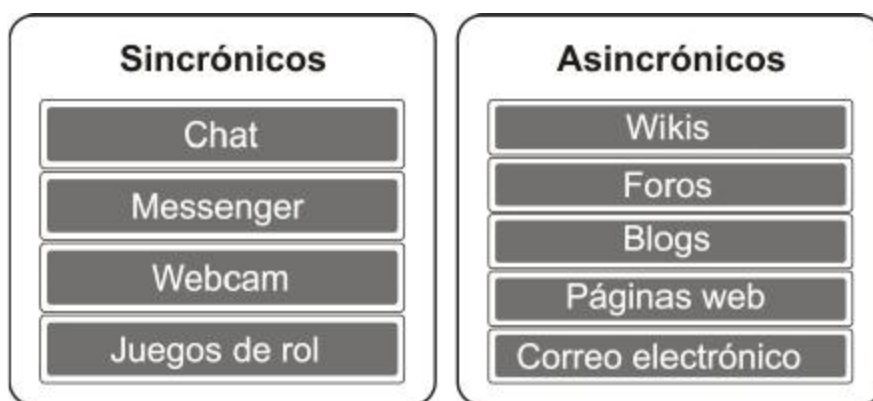 Sincrónicos
Chat
Messenger
Webcam
Juegos de rol
Asincrónicos
Wikis
Foros
Blogs
Páginas web
Correo electrónico